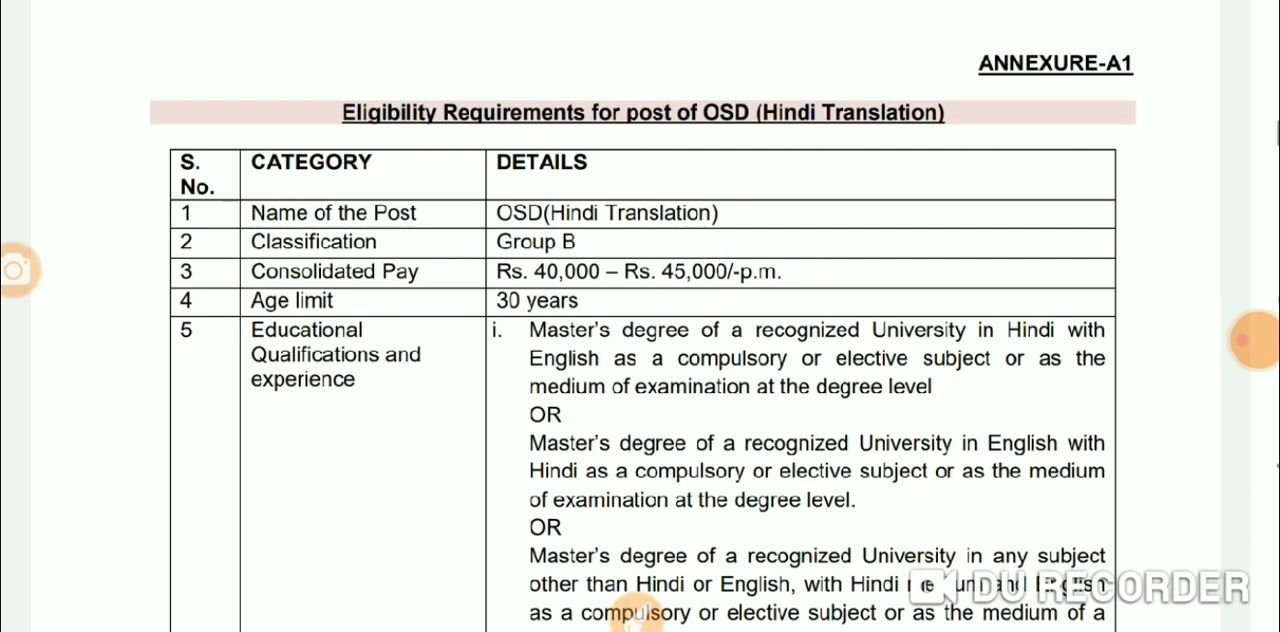 ANNEXURE-A1
Eligibility Requirements for post of OSD (Hindi Translation)
S. No. CATEGORY DETAILS
1 Name of the Post OSD(Hindi Translation)
2 Classification Group B
3 Consolidated Pay Rs. 40,000 – Rs. 45,000/-p.m.
4 Age limit 30 years
5 Educational Qualifications and experience
i. Master's degree of a recognized University in Hindi with
English as a compulsory or elective subject or as the
medium of examination at the degree level
OR
Master's degree of a recognized University in English with
Hindi as a compulsory or elective subject or as the medium
of examination at the degree level.
OR
Master's degree of a recognized University in any subject
other than Hindi or English, with Hindi
as a compulsory or elective subject or as the medium of a
DU RECORDER